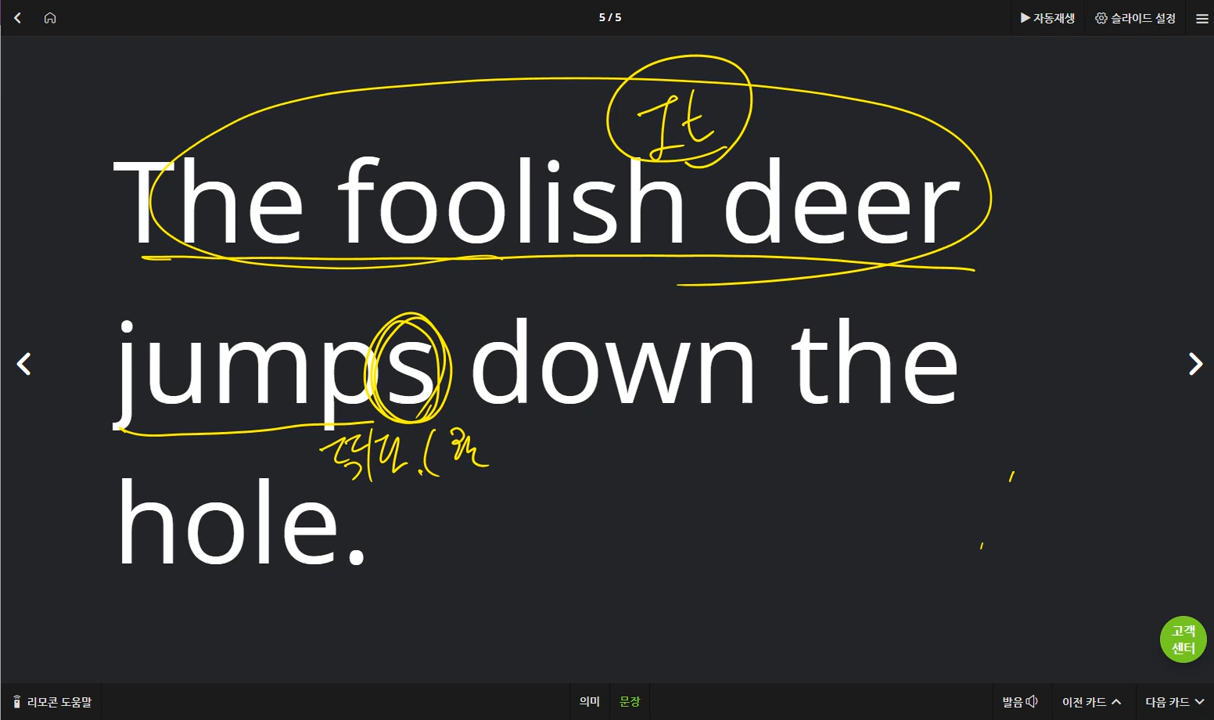 5 / 5
자동재생
슬라이드 설정
It
The foolish deer
jumps down the
hole.
고객
센터
리모콘 도움말
의미
문장
발음
이전 카드
다음 카드